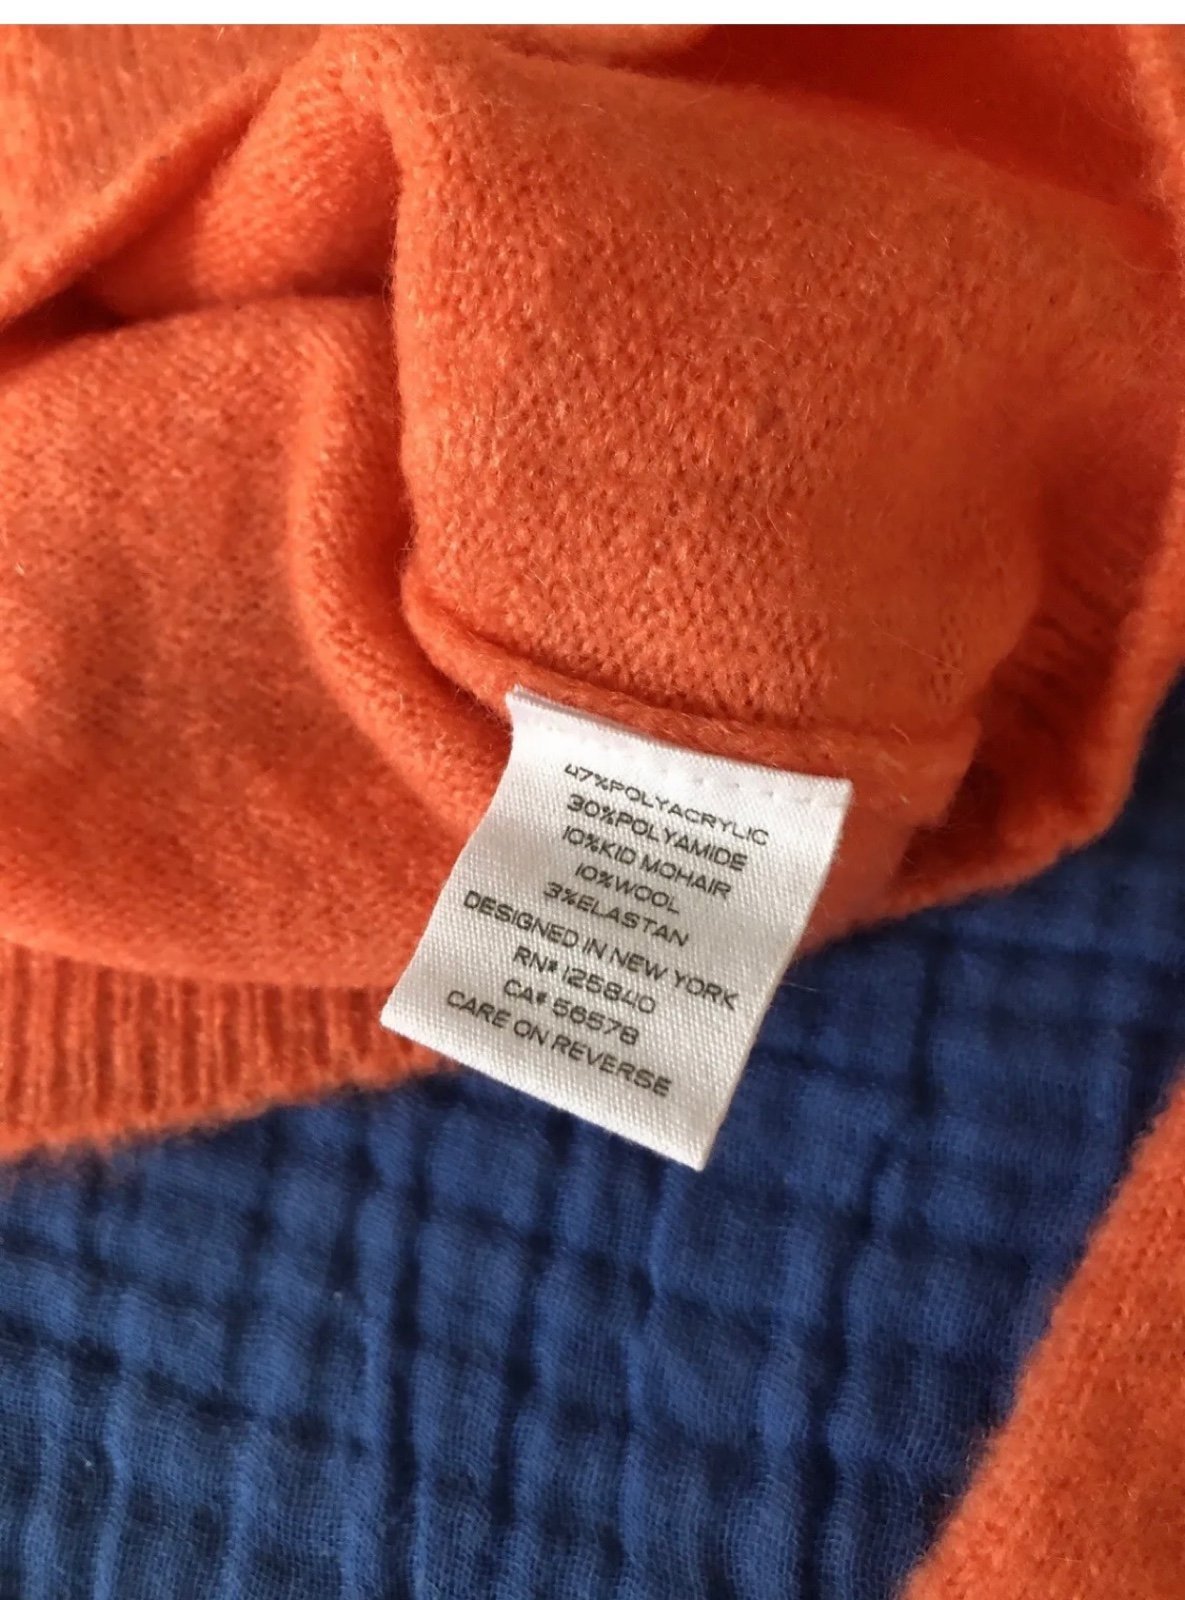 47%POLYACRYLIC
30%POLYAMIDE
10%KID MOHAIR
10%WOOL
3%ELASTAN
DESIGNED IN NEW YORK
RN# 125840
CA# 56578
CARE ON REVERSE